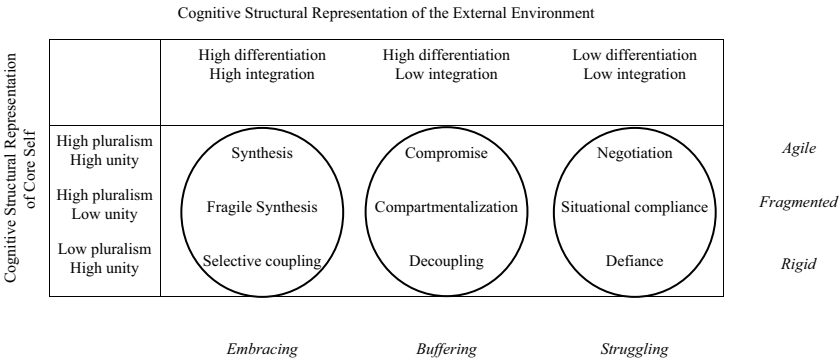 Cognitive Structural Representation of the External Environment
Cognitive Structural Representation
of Core Self
High differentiation
High integration
High differentiation
Low integration
Low differentiation
Low integration
High pluralism
High unity
Synthesis
Compromise
Negotiation
Agile
High pluralism
Low unity
Fragile Synthesis
Compartmentalization
Situational compliance
Fragmented
Low pluralism
High unity
Selective coupling
Decoupling
Defiance
Rigid
Embracing
Buffering
Struggling